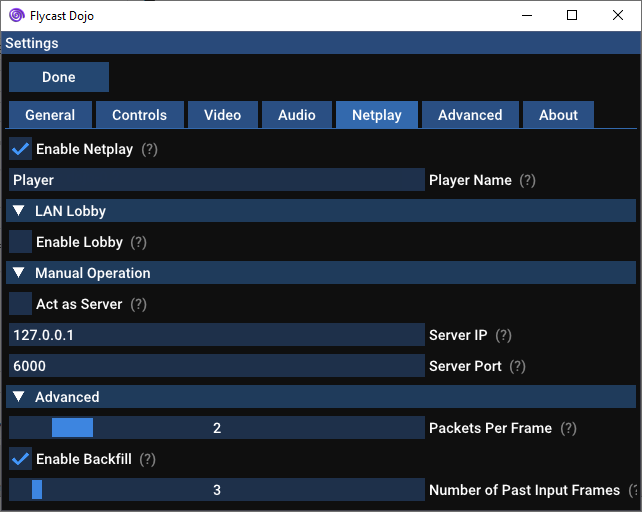 Flycast Dojo
Settings
Done
General Controls Video Audio Netplay Advanced About
Enable Netplay (?)
Player Player Name (?)
LAN Lobby
Enable Lobby (?)
Manual Operation
Act as Server (?)
127.0.0.1 Server IP (?)
6000 Server Port (?)
Advanced
2 Packets Per Frame (?)
Enable Backfill (?)
3 Number of Past Input Frames (?